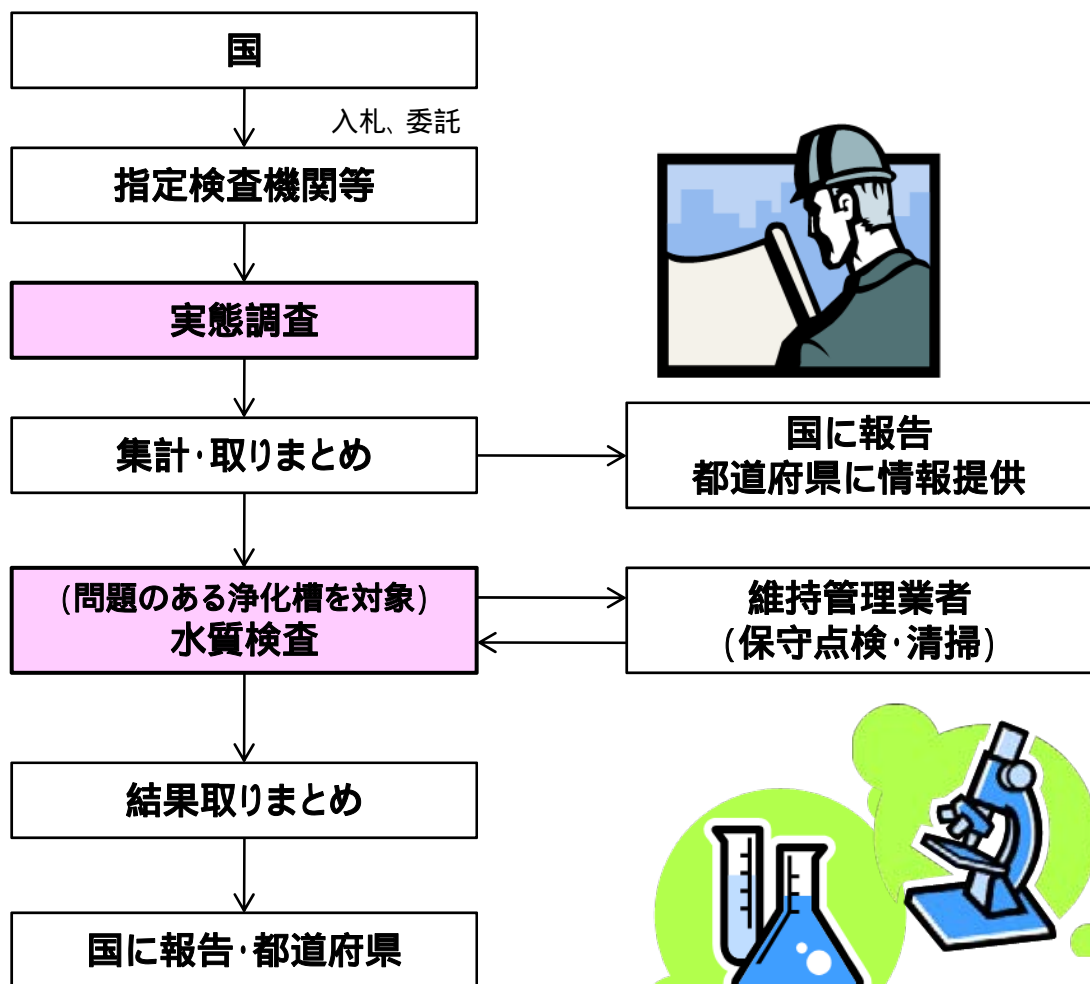 国
入札、委託
指定検査機関等
実態調査
集計・取りまとめ
国に報告
都道府県に情報提供
(問題のある浄化槽を対象)
水質検査
維持管理業者
(保守点検・清掃)
結果取りまとめ
国に報告・都道府県